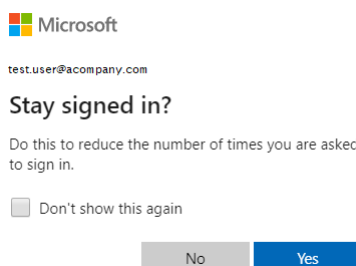 Microsoft
test.user@acompany.com
Stay signed in?
Do this to reduce the number of times you are asked
to sign in.
Don't show this again
No Yes